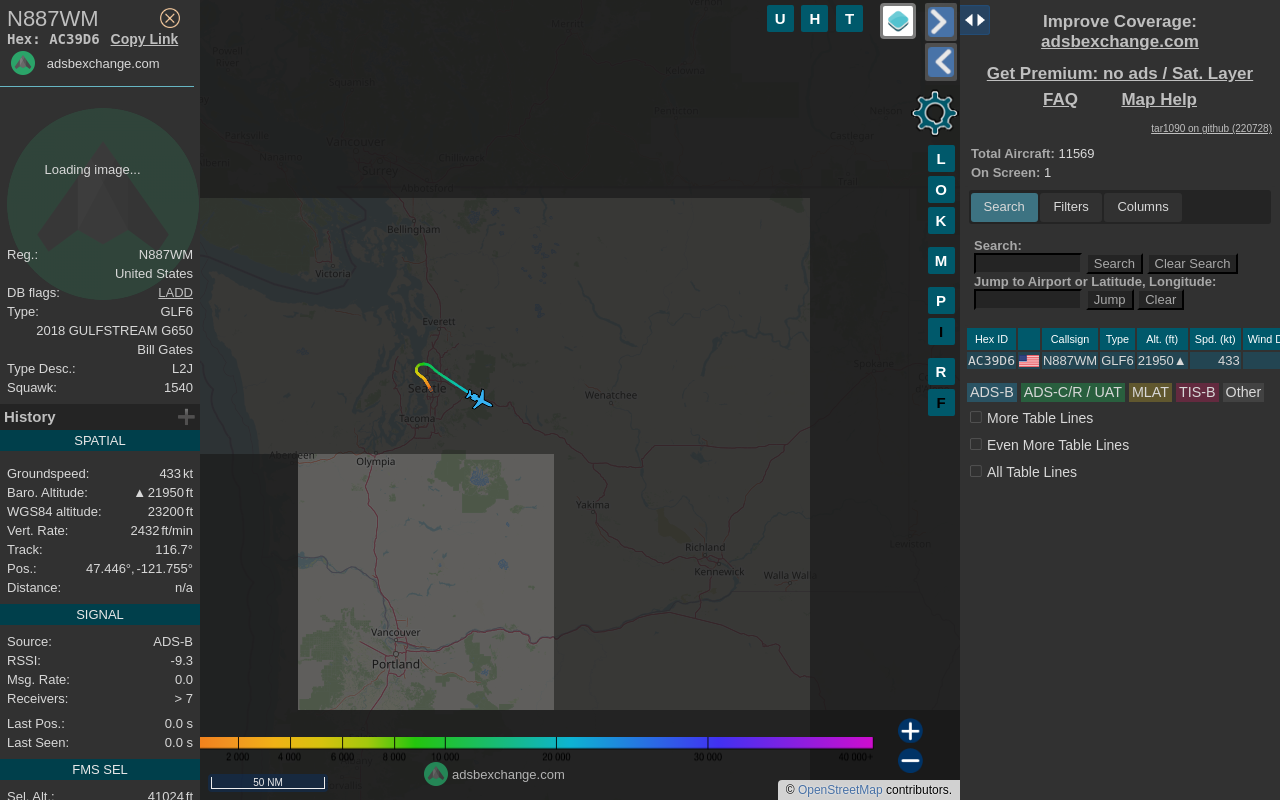 N887WM
Hex: AC39D6 Copy Link
adsbexchange.com
Loading image...
Reg.: N887WM
United States
DB flags: LADD
Type: GLF6
2018 GULFSTREAM G650
Bill Gates
Type Desc.: L2J
Squawk: 1540
History
SPATIAL
Groundspeed: 433 kt
Baro. Altitude: ▲ 21950 ft
WGS84 altitude: 23200 ft
Vert. Rate: 2432 ft/min
Track: 116.7°
Pos.: 47.446°, -121.755°
Distance: n/a
SIGNAL
Source: ADS-B
RSSI: -9.3
Msg. Rate: 0.0
Receivers: > 7
Last Pos.: 0.0 s
Last Seen: 0.0 s
FMS SEL
Sel. Alt.: 41024 ft
U H T
L
O
K
M
P
I
R
F
Vancouver
Surrey
Abbotsford
Bellingham
Victoria
Everett
Seattle
Wenatchee
Tacoma
Aberdeen
Olympia
Yakima
Richland
Kennewick
Walla Walla
Vancouver
Portland
2 000 4 000 6 000 8 000 10 000 20 000 30 000 40 000+
50 NM
adsbexchange.com
© OpenStreetMap contributors.
Improve Coverage:
adsbexchange.com
Get Premium: no ads / Sat. Layer
FAQ Map Help
tar1090 on github (220728)
Total Aircraft: 11569
On Screen: 1
Search Filters Columns
Search:
Search Clear Search
Jump to Airport or Latitude, Longitude:
Jump Clear
Hex ID Callsign Type Alt. (ft) Spd. (kt) Wind D
AC39D6 N887WM GLF6 21950▲ 433
ADS-B ADS-C/R / UAT MLAT TIS-B Other
More Table Lines
Even More Table Lines
All Table Lines